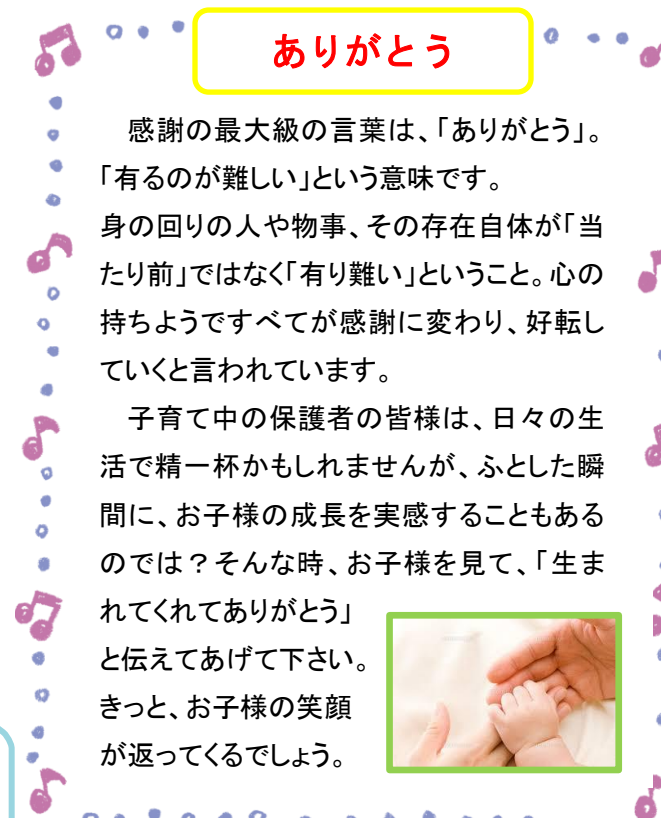 ありがとう
感謝の最大級の言葉は、「ありがとう」。
「有るのが難しい」という意味です。
身の回りの人や物事、その存在自体が「当
たり前」ではなく「有り難い」ということ。心の
持ちようですべてが感謝に変わり、好転し
ていくと言われています。
子育て中の保護者の皆様は、日々の生
活で精一杯かもしれませんが、ふとした瞬
間に、お子様の成長を実感することもある
のでは？そんな時、お子様を見て、「生ま
れてくれてありがとう」
と伝えてあげて下さい。
きっと、お子様の笑顔
が返ってくるでしょう。